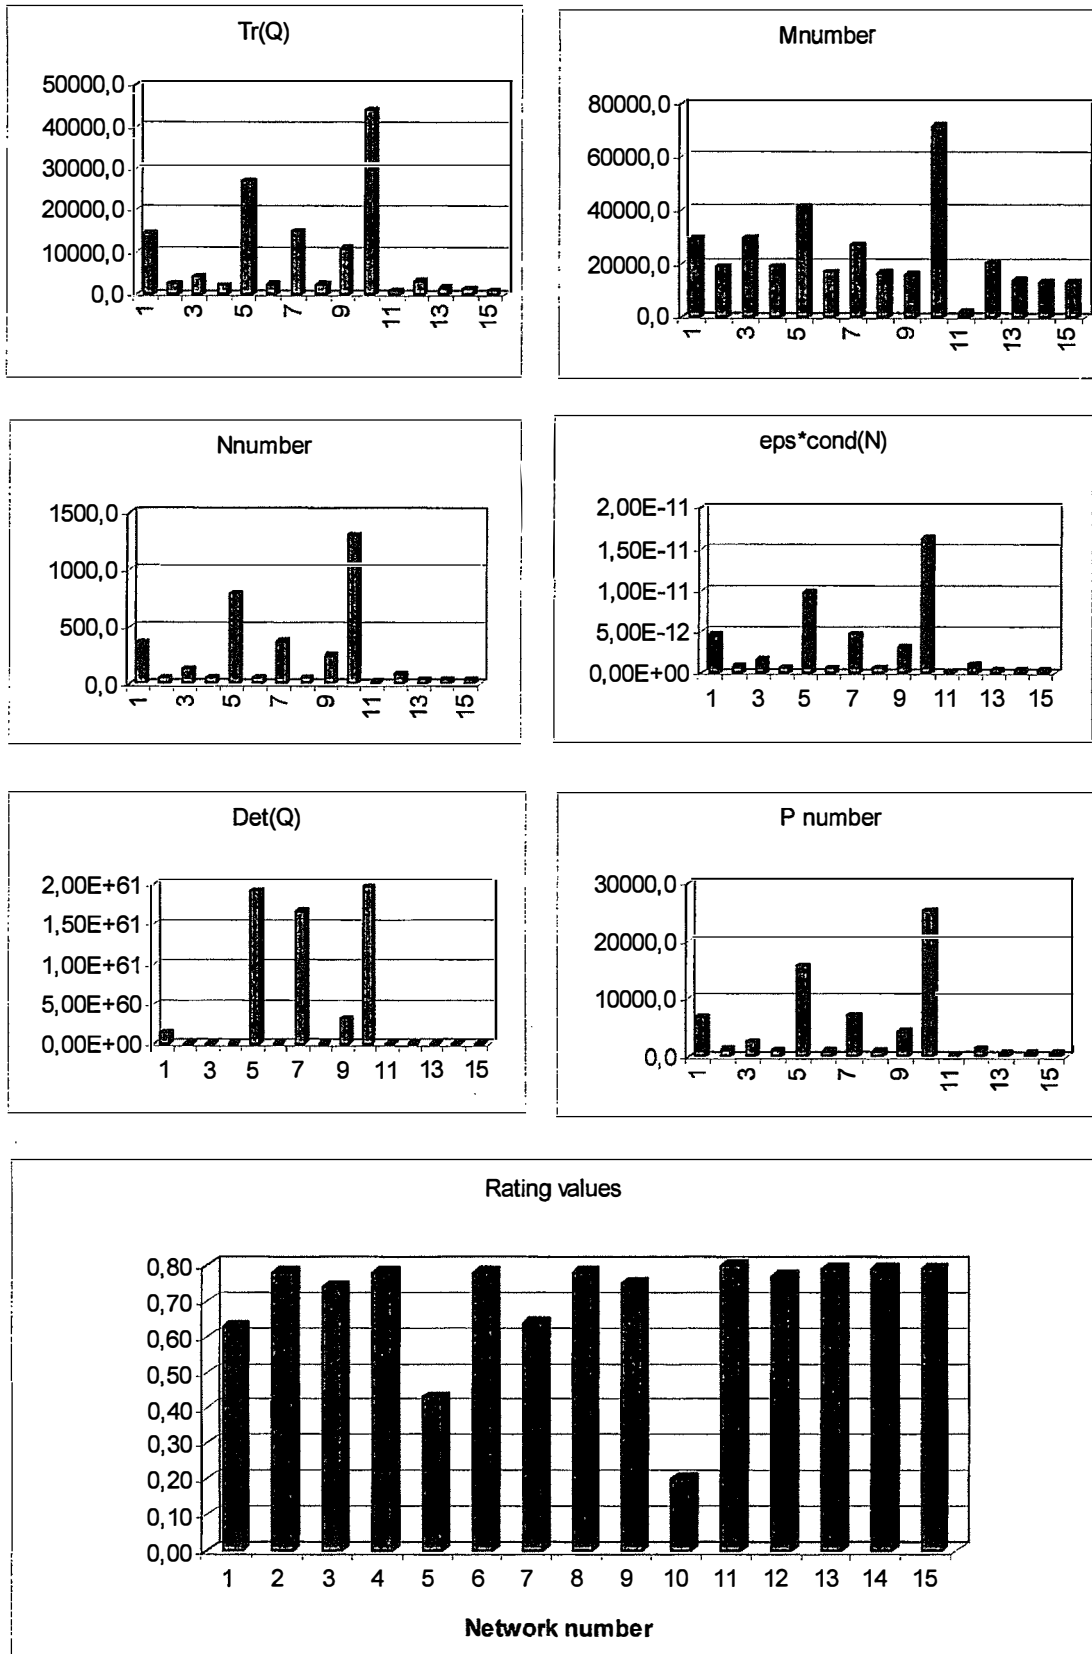 Tr(Q)
50000,0
40000,0
30000,0
20000,0
10000,0
0,0
1 3 5 7 9 11 13 15
Mnumber
80000,0
60000,0
40000,0
20000,0
0,0
1 3 5 7 9 11 13 15
Nnumber
1500,0
1000,0
500,0
0,0
1 3 5 7 9 11 13 15
eps*cond(N)
2,00E-11
1,50E-11
1,00E-11
5,00E-12
0,00E+00
1 3 5 7 9 11 13 15
Det(Q)
2,00E+61
1,50E+61
1,00E+61
5,00E+60
0,00E+00
1 3 5 7 9 11 13 15
P number
30000,0
20000,0
10000,0
0,0
1 3 5 7 9 11 13 15
Rating values
0,80
0,70
0,60
0,50
0,40
0,30
0,20
0,10
0,00
1 2 3 4 5 6 7 8 9 10 11 12 13 14 15
Network number